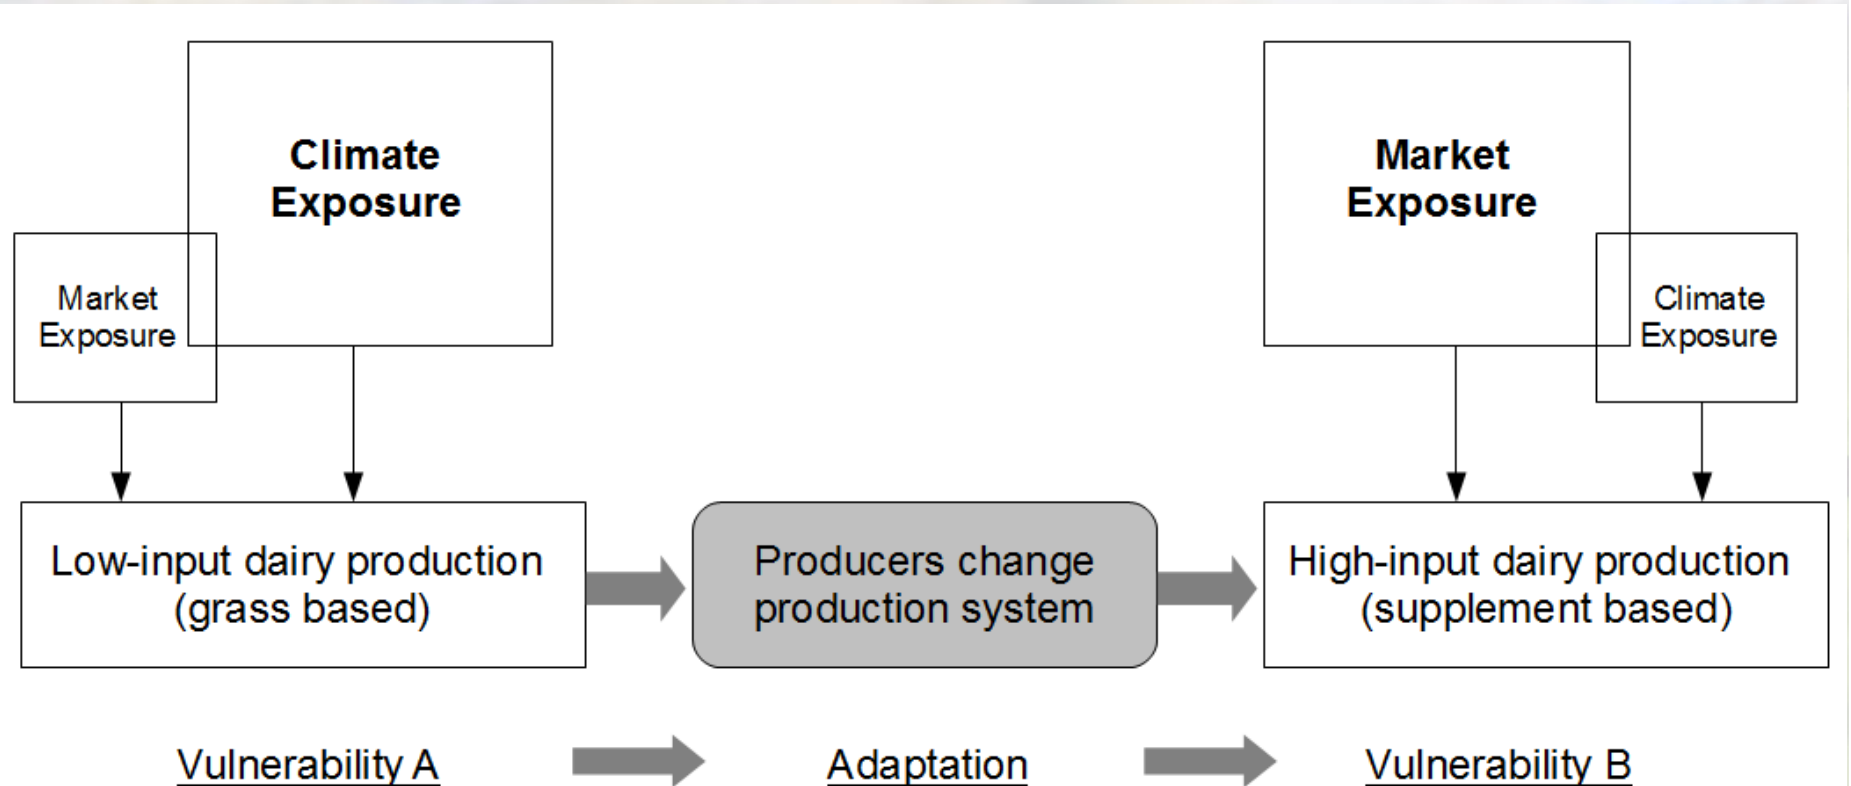 Climate
Exposure
Market
Exposure
Market
Exposure
Climate
Exposure
Low-input dairy production
(grass based)
Producers change
production system
High-input dairy production
(supplement based)
Vulnerability A
Adaptation
Vulnerability B